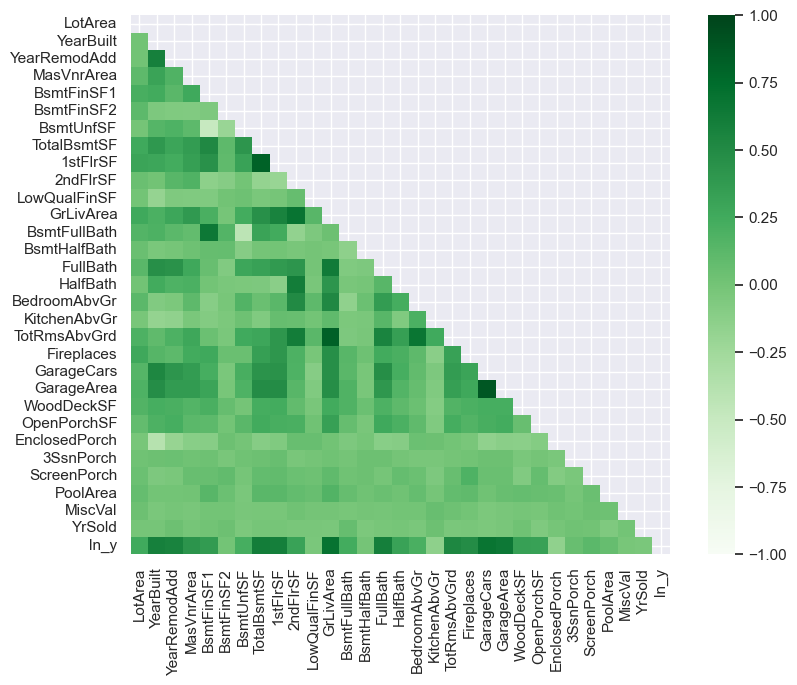 LotArea
YearBuilt
YearRemodAdd
MasVnrArea
BsmtFinSF1
BsmtFinSF2
BsmtUnfSF
TotalBsmtSF
1stFlrSF
2ndFlrSF
LowQualFinSF
GrLivArea
BsmtFullBath
BsmtHalfBath
FullBath
HalfBath
BedroomAbvGr
KitchenAbvGr
TotRmsAbvGrd
Fireplaces
GarageCars
GarageArea
WoodDeckSF
OpenPorchSF
EnclosedPorch
3SsnPorch
ScreenPorch
PoolArea
MiscVal
YrSold
ln_y
LotArea
YearBuilt
YearRemodAdd
MasVnrArea
BsmtFinSF1
BsmtFinSF2
BsmtUnfSF
TotalBsmtSF
1stFlrSF
2ndFlrSF
LowQualFinSF
GrLivArea
BsmtFullBath
BsmtHalfBath
FullBath
HalfBath
BedroomAbvGr
KitchenAbvGr
TotRmsAbvGrd
Fireplaces
GarageCars
GarageArea
WoodDeckSF
OpenPorchSF
EnclosedPorch
3SsnPorch
ScreenPorch
PoolArea
MiscVal
YrSold
ln_y
1.00
0.75
0.50
0.25
0.00
−0.25
−0.50
−0.75
−1.00